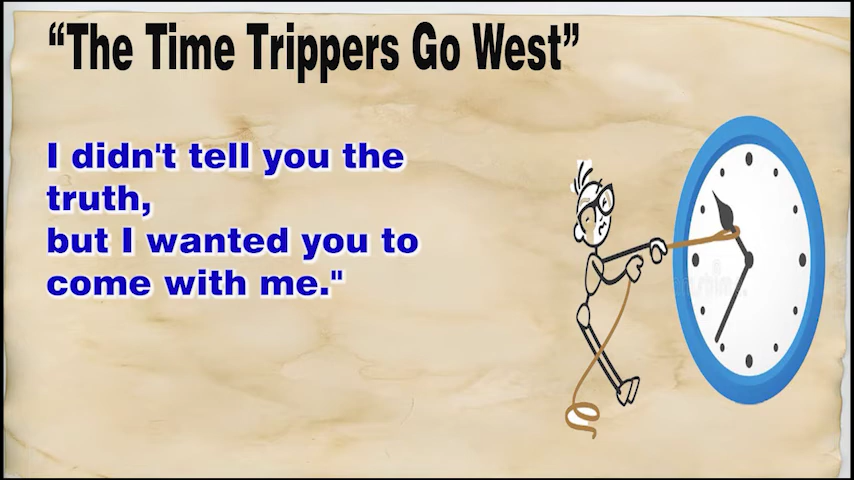 “The Time Trippers Go West”
I didn't tell you the
truth,
but I wanted you to
come with me."